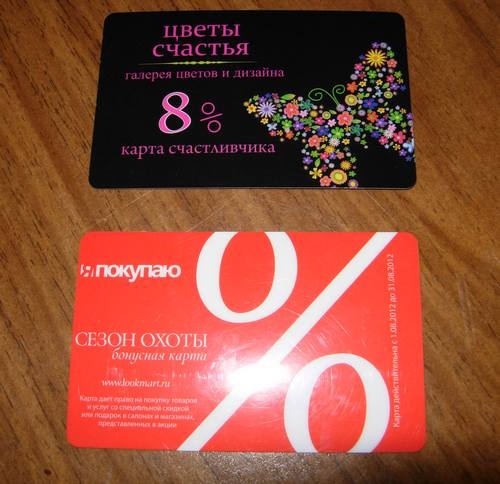 цветы
счастья
галерея цветов и дизайна
8%
карта счастливчика
Я покупаю
СЕЗОН ОХОТЫ
бонусная карта
www.lookmart.ru
Карта дает право на покупку товаров
и услуг со специфльной скидкой
или подарок в салонах и магазинах,
представленных в акции
Карта действительна с 1.08.2012 до 31.08.2012
%